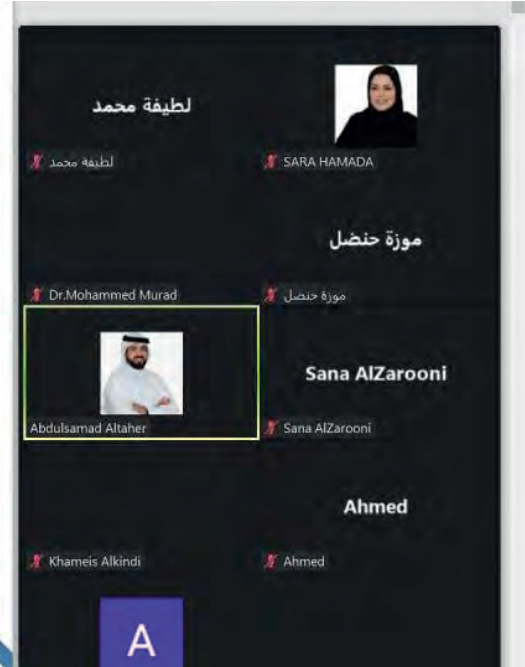 لطيفة محمد
لطيفة محمد
SARA HAMADA
موزة حنضل
Dr.Mohammed Murad
موزة حنضل
Sana AlZarooni
Abdulsamad Altaher
Sana AlZarooni
Ahmed
Khameis Alkindi
Ahmed
A